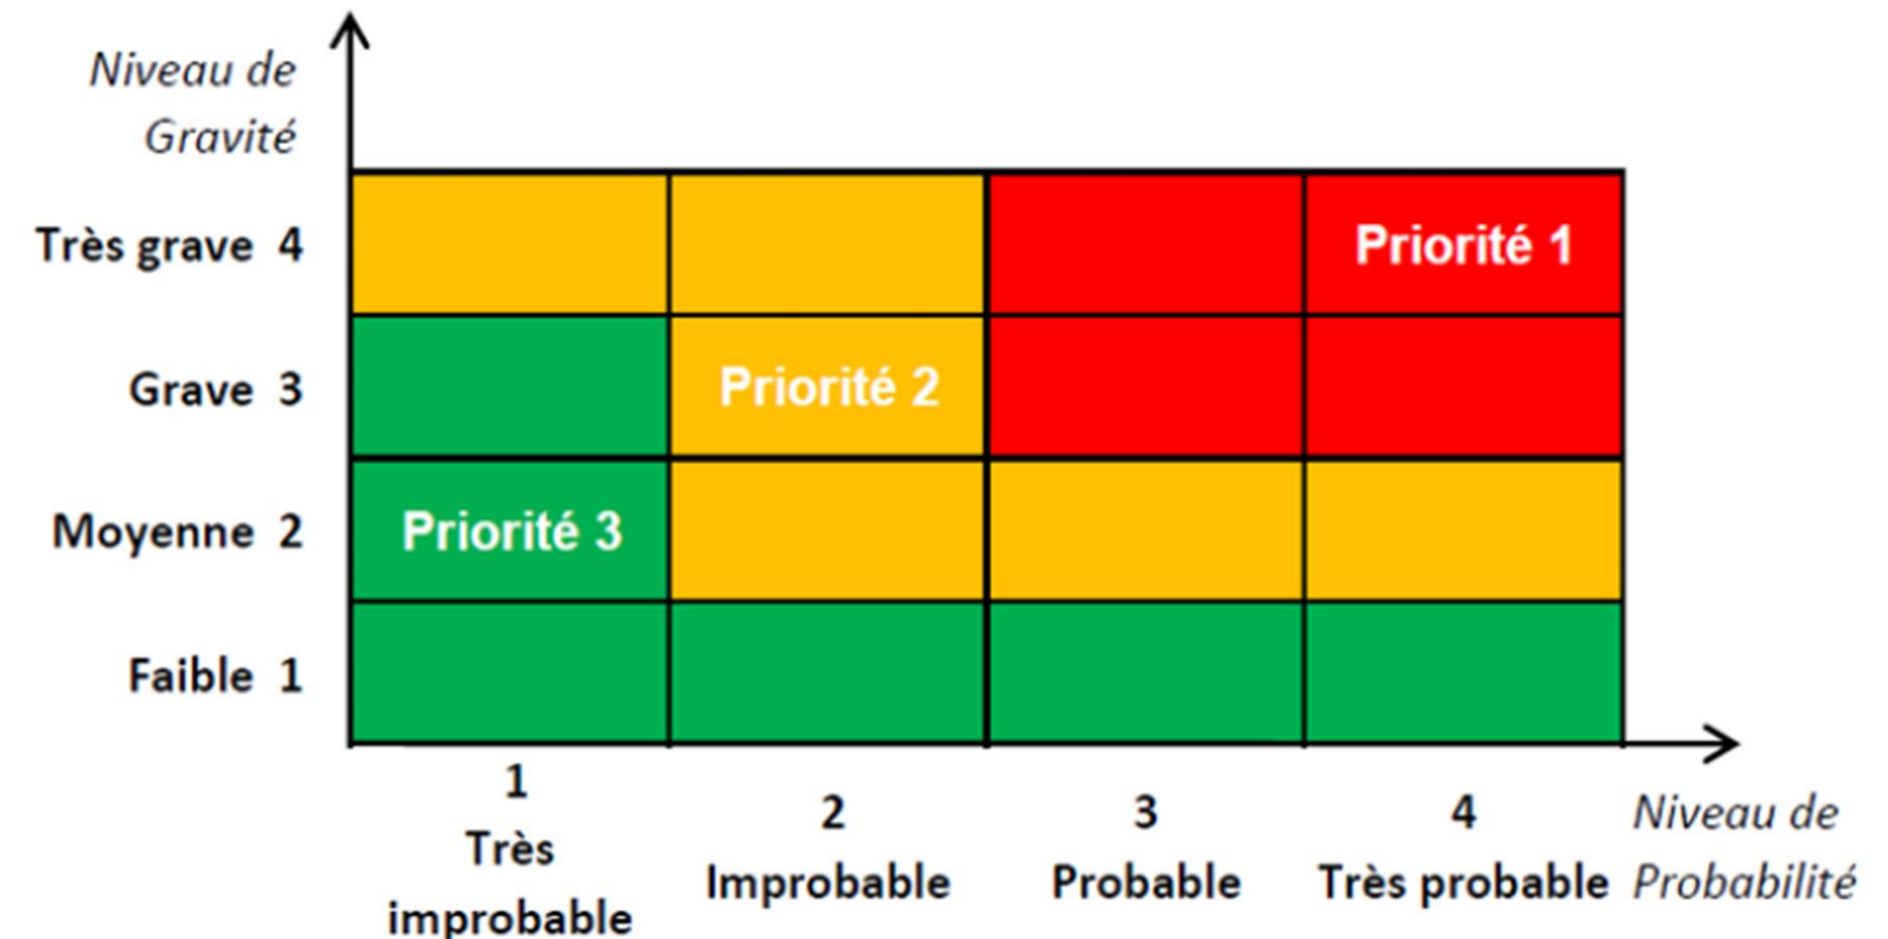 Niveau de
Gravité
Très grave 4
Priorité 1
Grave 3
Priorité 2
Moyenne 2
Priorité 3
Faible 1
1
Très
improbable
2
Improbable
3
Probable
4
Très probable
Niveau de
Probabilité